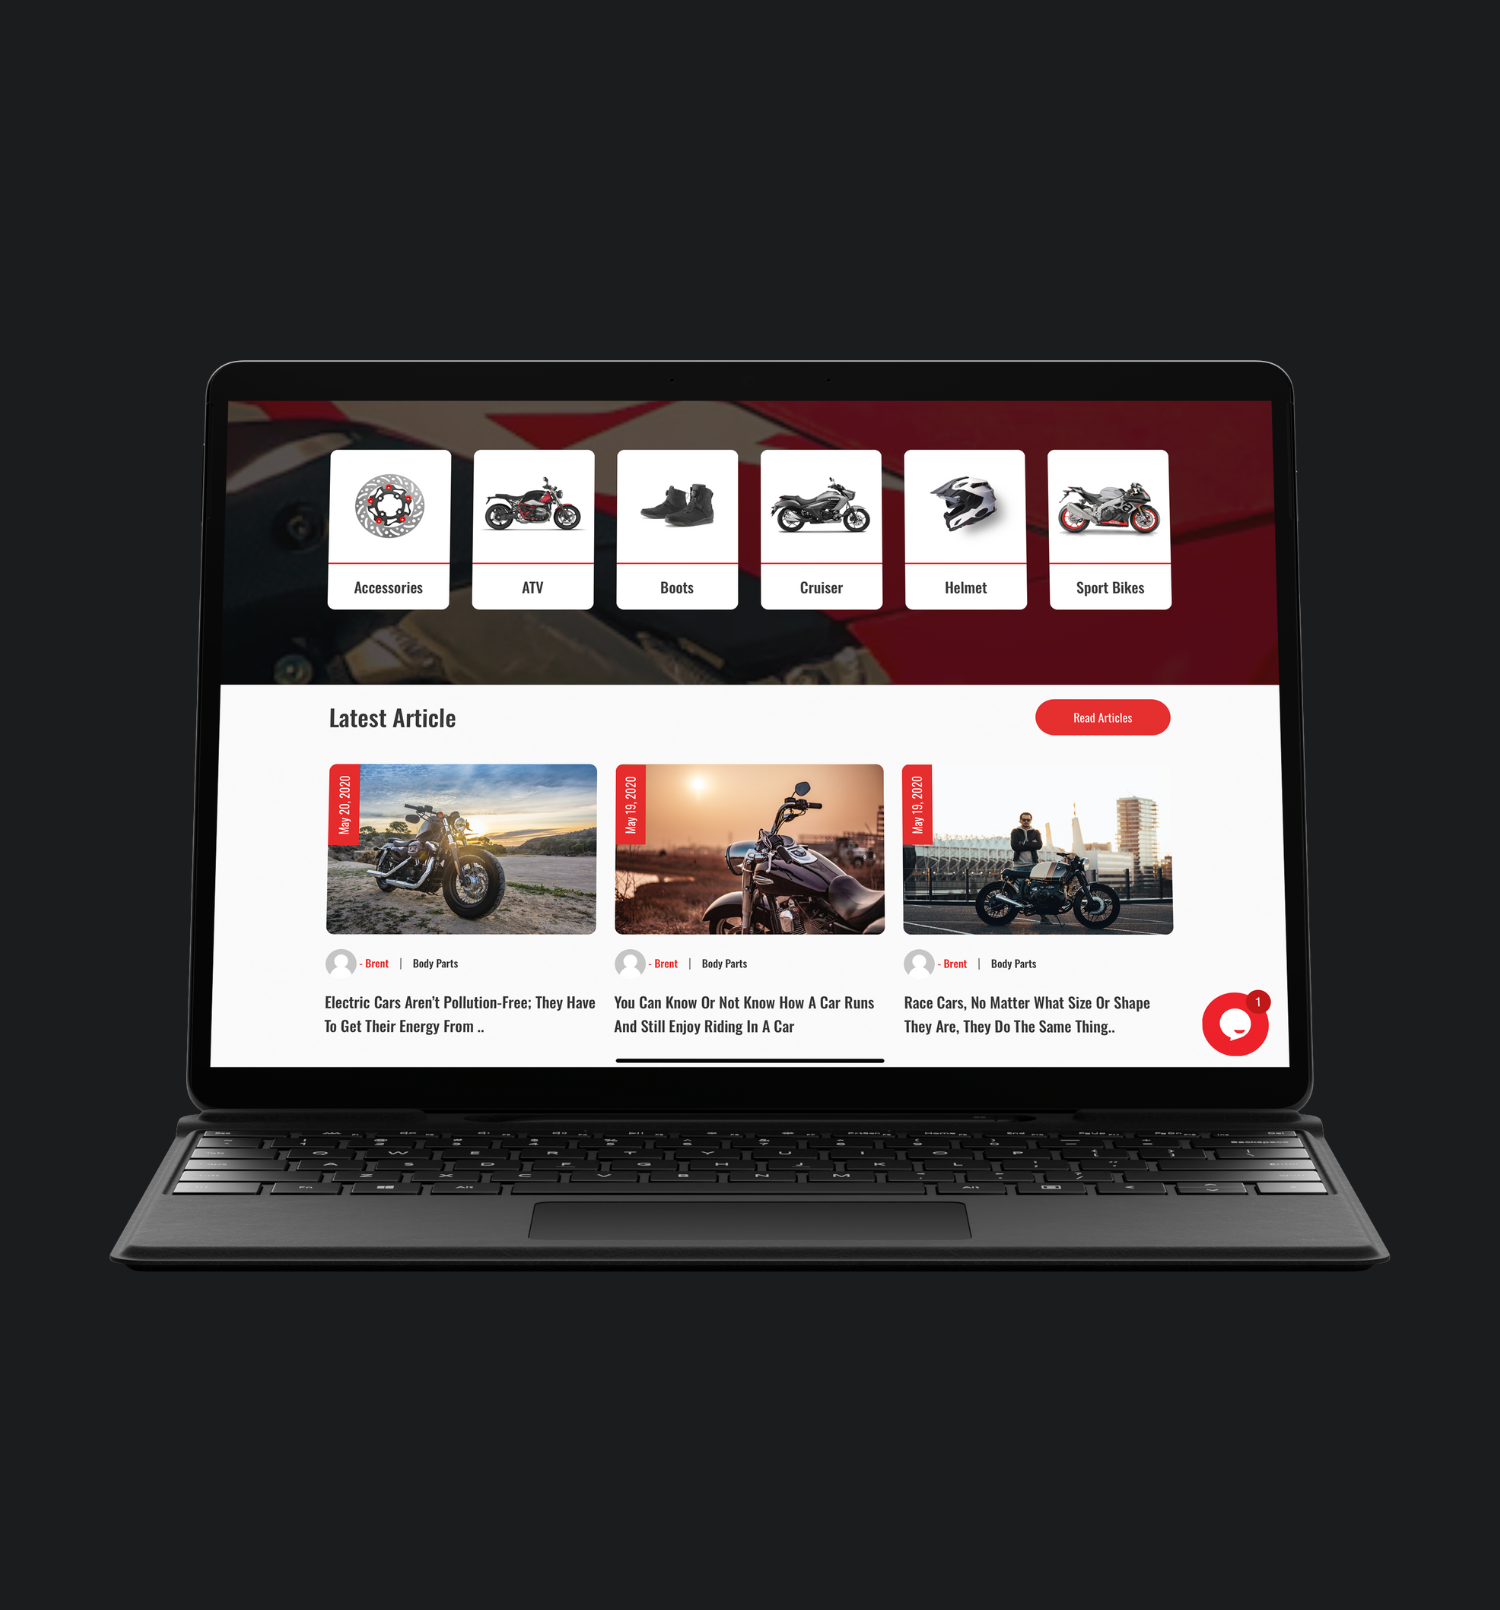 Accessories
ATV
Boots
Cruiser
Helmet
Sport Bikes
Latest Article
Read Articles
May 20, 2020
May 19, 2020
May 19, 2020
- Brent | Body Parts
- Brent | Body Parts
- Brent | Body Parts
Electric Cars Aren't Pollution-Free; They Have
To Get Their Energy From ..
You Can Know Or Not Know How A Car Runs
And Still Enjoy Riding In A Car
Race Cars, No Matter What Size Or Shape
They Are, They Do The Same Thing..
1
Q W E R T Y U I O P
A S D F G H J K L
Z X C V B N M
Fn Alt Alt